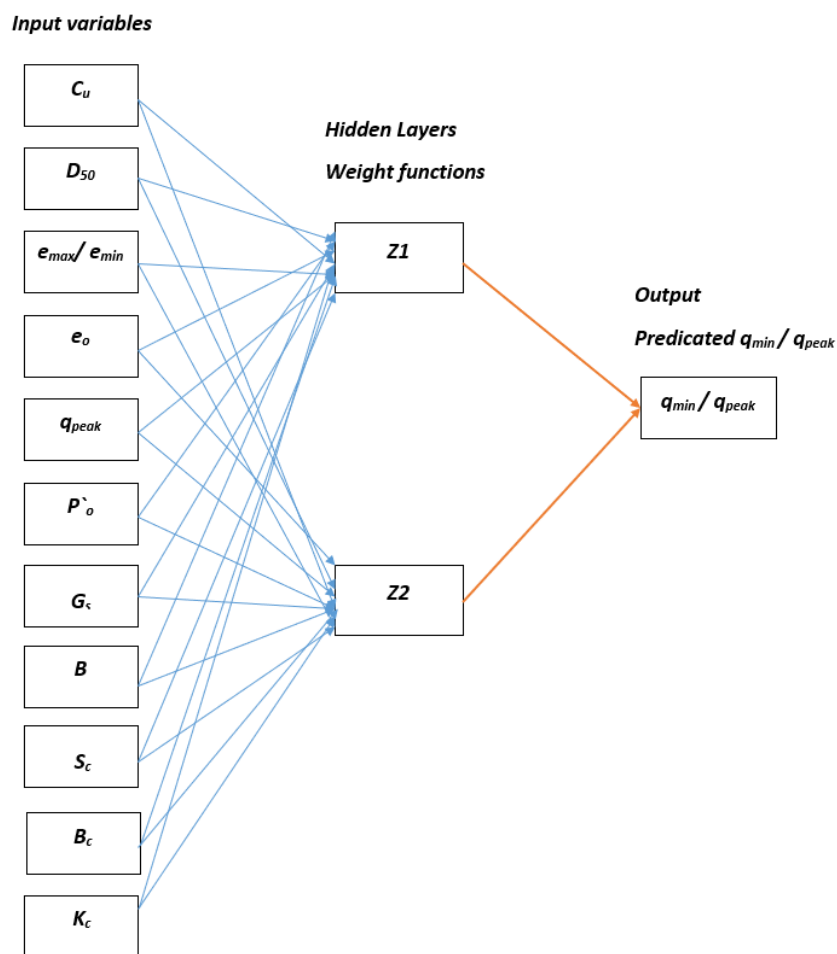 Input variables
Cu
D50
emax/ emin
eo
qpeak
P`o
Gs
B
Sc
Bc
Kc
Hidden Layers
Weight functions
Z1
Z2
Output
Predicated qmin / qpeak
qmin / qpeak